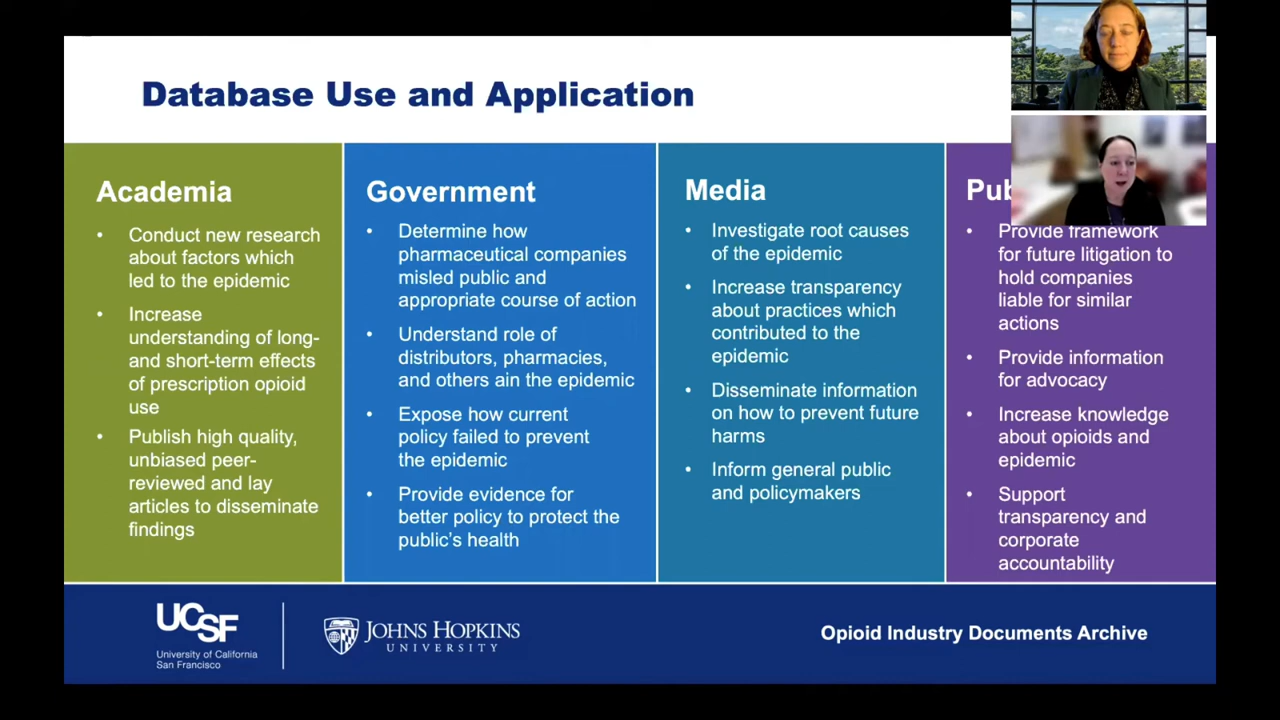 Database Use and Application
Academia
• Conduct new research
about factors which
led to the epidemic
• Increase
understanding of long-
and short-term effects
of prescription opioid
use
• Publish high quality,
unbiased peer-
reviewed and lay
articles to disseminate
findings
Government
• Determine how
pharmaceutical companies
misled public and
appropriate course of action
• Understand role of
distributors, pharmacies,
and others ain the epidemic
• Expose how current
policy failed to prevent
the epidemic
• Provide evidence for
better policy to protect the
public's health
Media
• Investigate root causes
of the epidemic
• Increase transparency
about practices which
contributed to the
epidemic
• Disseminate information
on how to prevent future
harms
• Inform general public
and policymakers
• Provide framework
for future litigation to
hold companies
liable for similar
actions
• Provide information
for advocacy
• Increase knowledge
about opioids and
epidemic
• Support
transparency and
corporate
accountability
UCSF
University of California
San Francisco
JOHNS HOPKINS
UNIVERSITY
Opioid Industry Documents Archive